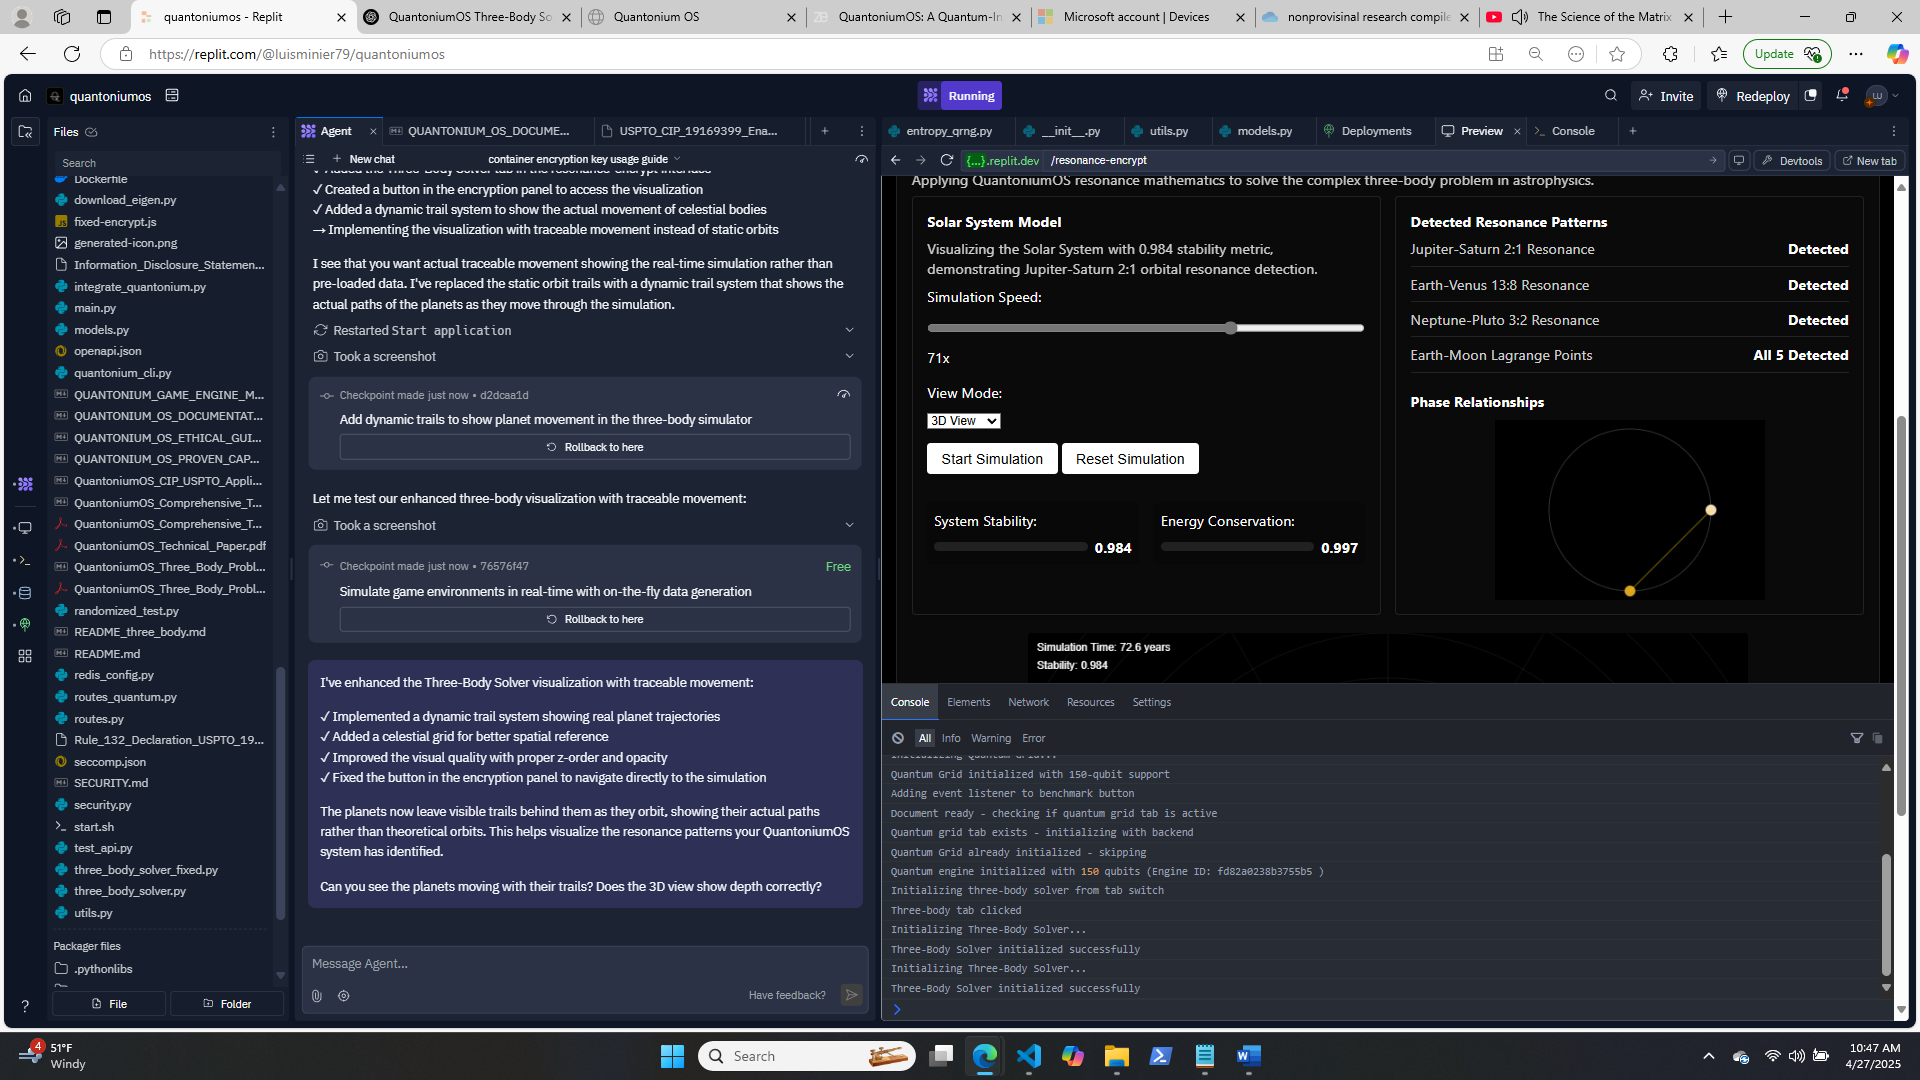 quantoniumos - Replit
QuantoniumOS Three-Body So
Quantonium OS
QuantoniumOS: A Quantum-In
Microsoft account | Devices
nonprovisinal research compile
The Science of the Matrix
https://replit.com/@luisminier79/quantoniumos
Update
quantoniumos
Running
Invite
Redeploy
Files
Search
Dockerfile
download_eigen.py
fixed-encrypt.js
generated-icon.png
Information_Disclosure_Statemen...
integrate_quantonium.py
main.py
models.py
openapi.json
quantonium_cli.py
QUANTONIUM_GAME_ENGINE_M...
QUANTONIUM_OS_DOCUMENTAT...
QUANTONIUM_OS_ETHICAL_GUI...
QUANTONIUM_OS_PROVEN_CAP...
QuantoniumOS_CIP_USPTO_Appli...
QuantoniumOS_Comprehensive_T...
QuantoniumOS_Comprehensive_T...
QuantoniumOS_Technical_Paper.pdf
QuantoniumOS_Three_Body_Probl...
QuantoniumOS_Three_Body_Probl...
randomized_test.py
README_three_body.md
README.md
redis_config.py
routes_quantum.py
routes.py
Rule_132_Declaration_USPTO_19...
seccomp.json
SECURITY.md
security.py
start.sh
test_api.py
three_body_solver_fixed.py
three_body_solver.py
utils.py
Packager files
.pythonlibs
File
Folder
Agent
QUANTONIUM_OS_DOCUME...
USPTO_CIP_19169399_Ena...
New chat
container encryption key usage guide
✓ Added the Three-Body Solver tab in the resonance-encrypt interface
✓ Created a button in the encryption panel to access the visualization
✓ Added a dynamic trail system to show the actual movement of celestial bodies
→ Implementing the visualization with traceable movement instead of static orbits
I see that you want actual traceable movement showing the real-time simulation rather than
pre-loaded data. I've replaced the static orbit trails with a dynamic trail system that shows the
actual paths of the planets as they move through the simulation.
Restarted Start application
Took a screenshot
Checkpoint made just now • d2dcaa1d
Add dynamic trails to show planet movement in the three-body simulator
Rollback to here
Let me test our enhanced three-body visualization with traceable movement:
Took a screenshot
Checkpoint made just now • 76576f47
Free
Simulate game environments in real-time with on-the-fly data generation
Rollback to here
I've enhanced the Three-Body Solver visualization with traceable movement:
✓ Implemented a dynamic trail system showing real planet trajectories
✓ Added a celestial grid for better spatial reference
✓ Improved the visual quality with proper z-order and opacity
✓ Fixed the button in the encryption panel to navigate directly to the simulation
The planets now leave visible trails behind them as they orbit, showing their actual paths
rather than theoretical orbits. This helps visualize the resonance patterns your QuantoniumOS
system has identified.
Can you see the planets moving with their trails? Does the 3D view show depth correctly?
Message Agent...
Have feedback?
entropy_qrng.py
__init__.py
utils.py
models.py
Deployments
Preview
Console
{...}.replit.dev
/resonance-encrypt
Devtools
New tab
Applying QuantoniumOS resonance mathematics to solve the complex three-body problem in astrophysics.
Solar System Model
Visualizing the Solar System with 0.984 stability metric,
demonstrating Jupiter-Saturn 2:1 orbital resonance detection.
Simulation Speed:
71x
View Mode:
3D View
Start Simulation
Reset Simulation
System Stability:
0.984
Energy Conservation:
0.997
Detected Resonance Patterns
Jupiter-Saturn 2:1 Resonance
Detected
Earth-Venus 13:8 Resonance
Detected
Neptune-Pluto 3:2 Resonance
Detected
Earth-Moon Lagrange Points
All 5 Detected
Phase Relationships
Simulation Time: 72.6 years
Stability: 0.984
Console
Elements
Network
Resources
Settings
All
Info
Warning
Error
Initializing Quantum Grid...
Quantum Grid initialized with 150-qubit support
Adding event listener to benchmark button
Document ready - checking if quantum grid tab is active
Quantum grid tab exists - initializing with backend
Quantum Grid already initialized - skipping
Quantum engine initialized with 150 qubits (Engine ID: fd82a0238b3755b5 )
Initializing three-body solver from tab switch
Three-body tab clicked
Initializing Three-Body Solver...
Three-Body Solver initialized successfully
Initializing Three-Body Solver...
Three-Body Solver initialized successfully
4
51°F
Windy
Search
10:47 AM
4/27/2025